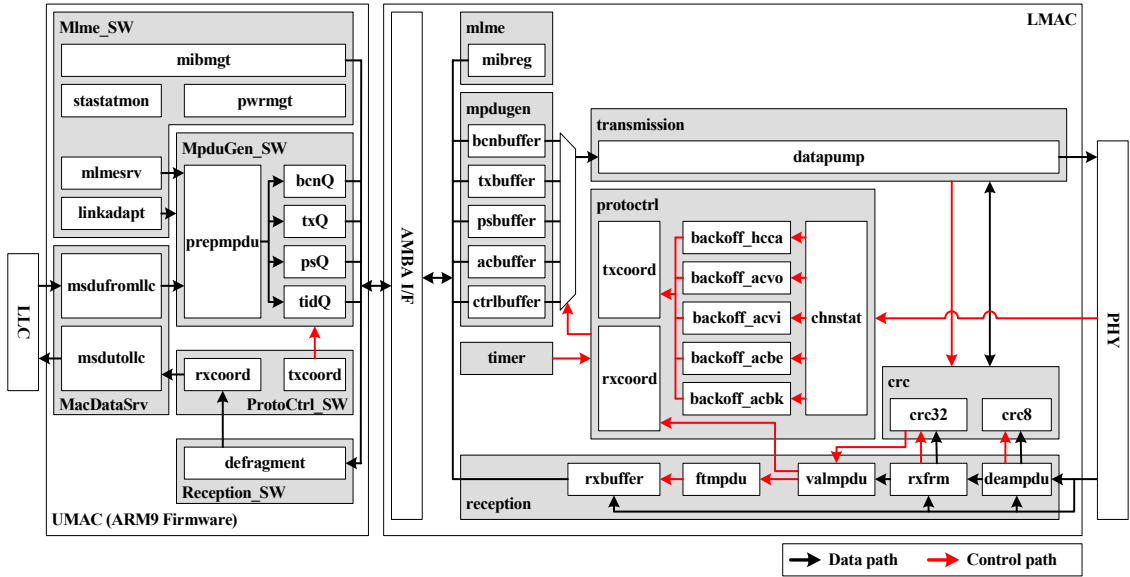 Mlme_SW
mibmgt
stastatmon
pwrmgt
MpduGen_SW
mlmesrv
linkadapt
prepmpdu
bcnQ
txQ
psQ
tidQ
LLC
msdufromllc
msdutollc
MacDataSrv
rxcoord
txcoord
ProtoCtrl_SW
defragment
Reception_SW
UMAC (ARM9 Firmware)
AMBA I/F
LMAC
mlme
mibreg
mpdugen
bcnbuffer
txbuffer
psbuffer
acbuffer
ctrlbuffer
timer
transmission
datapump
protoctrl
txcoord
rxcoord
backoff_hcca
backoff_acvo
backoff_acvi
backoff_acbe
backoff_acbk
chnstat
PHY
crc
crc32
crc8
rxbuffer
ftmpdu
valmpdu
rxfrm
deampdu
reception
Data path
Control path